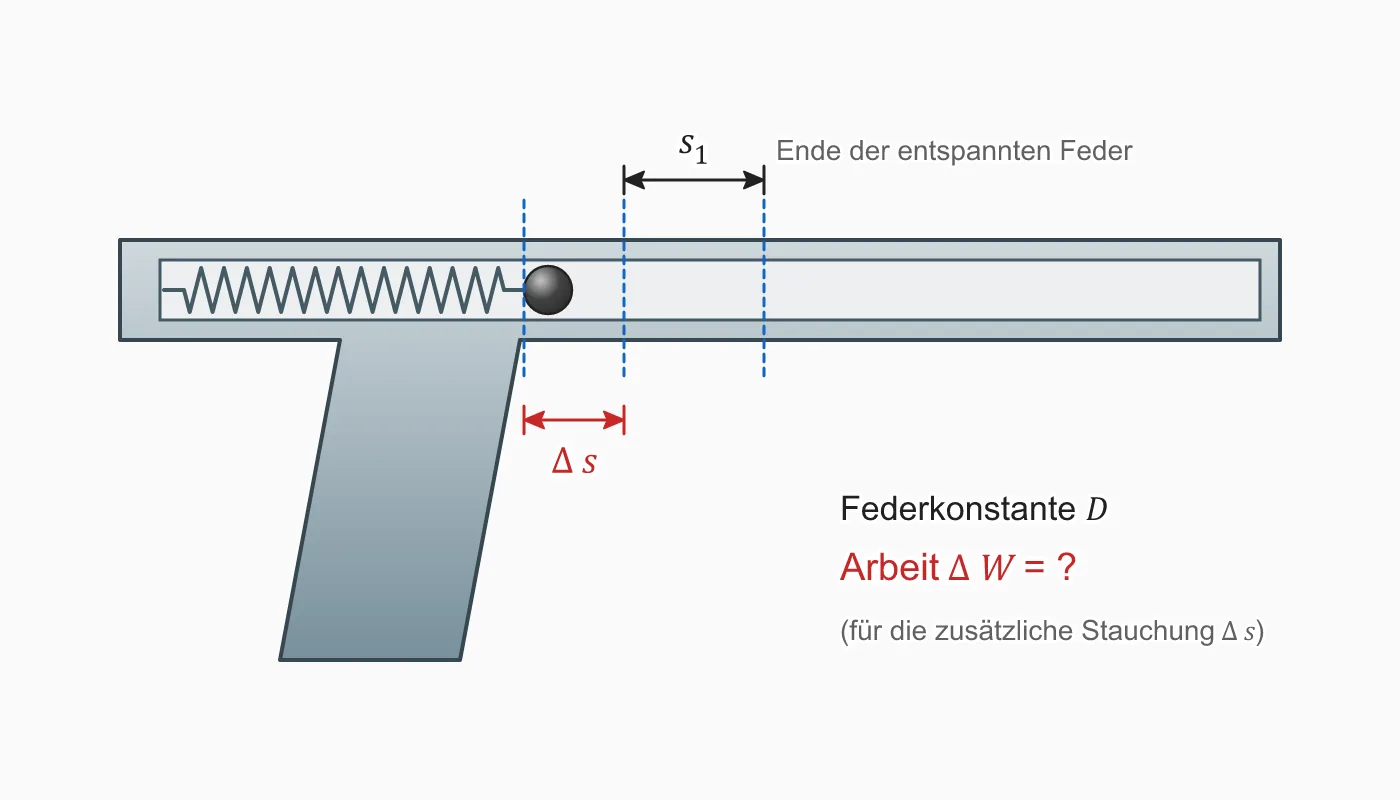 s₁
Ende der entspannten Feder
Δ s
Federkonstante D
Arbeit Δ W = ?
(für die zusätzliche Stauchung Δ s)